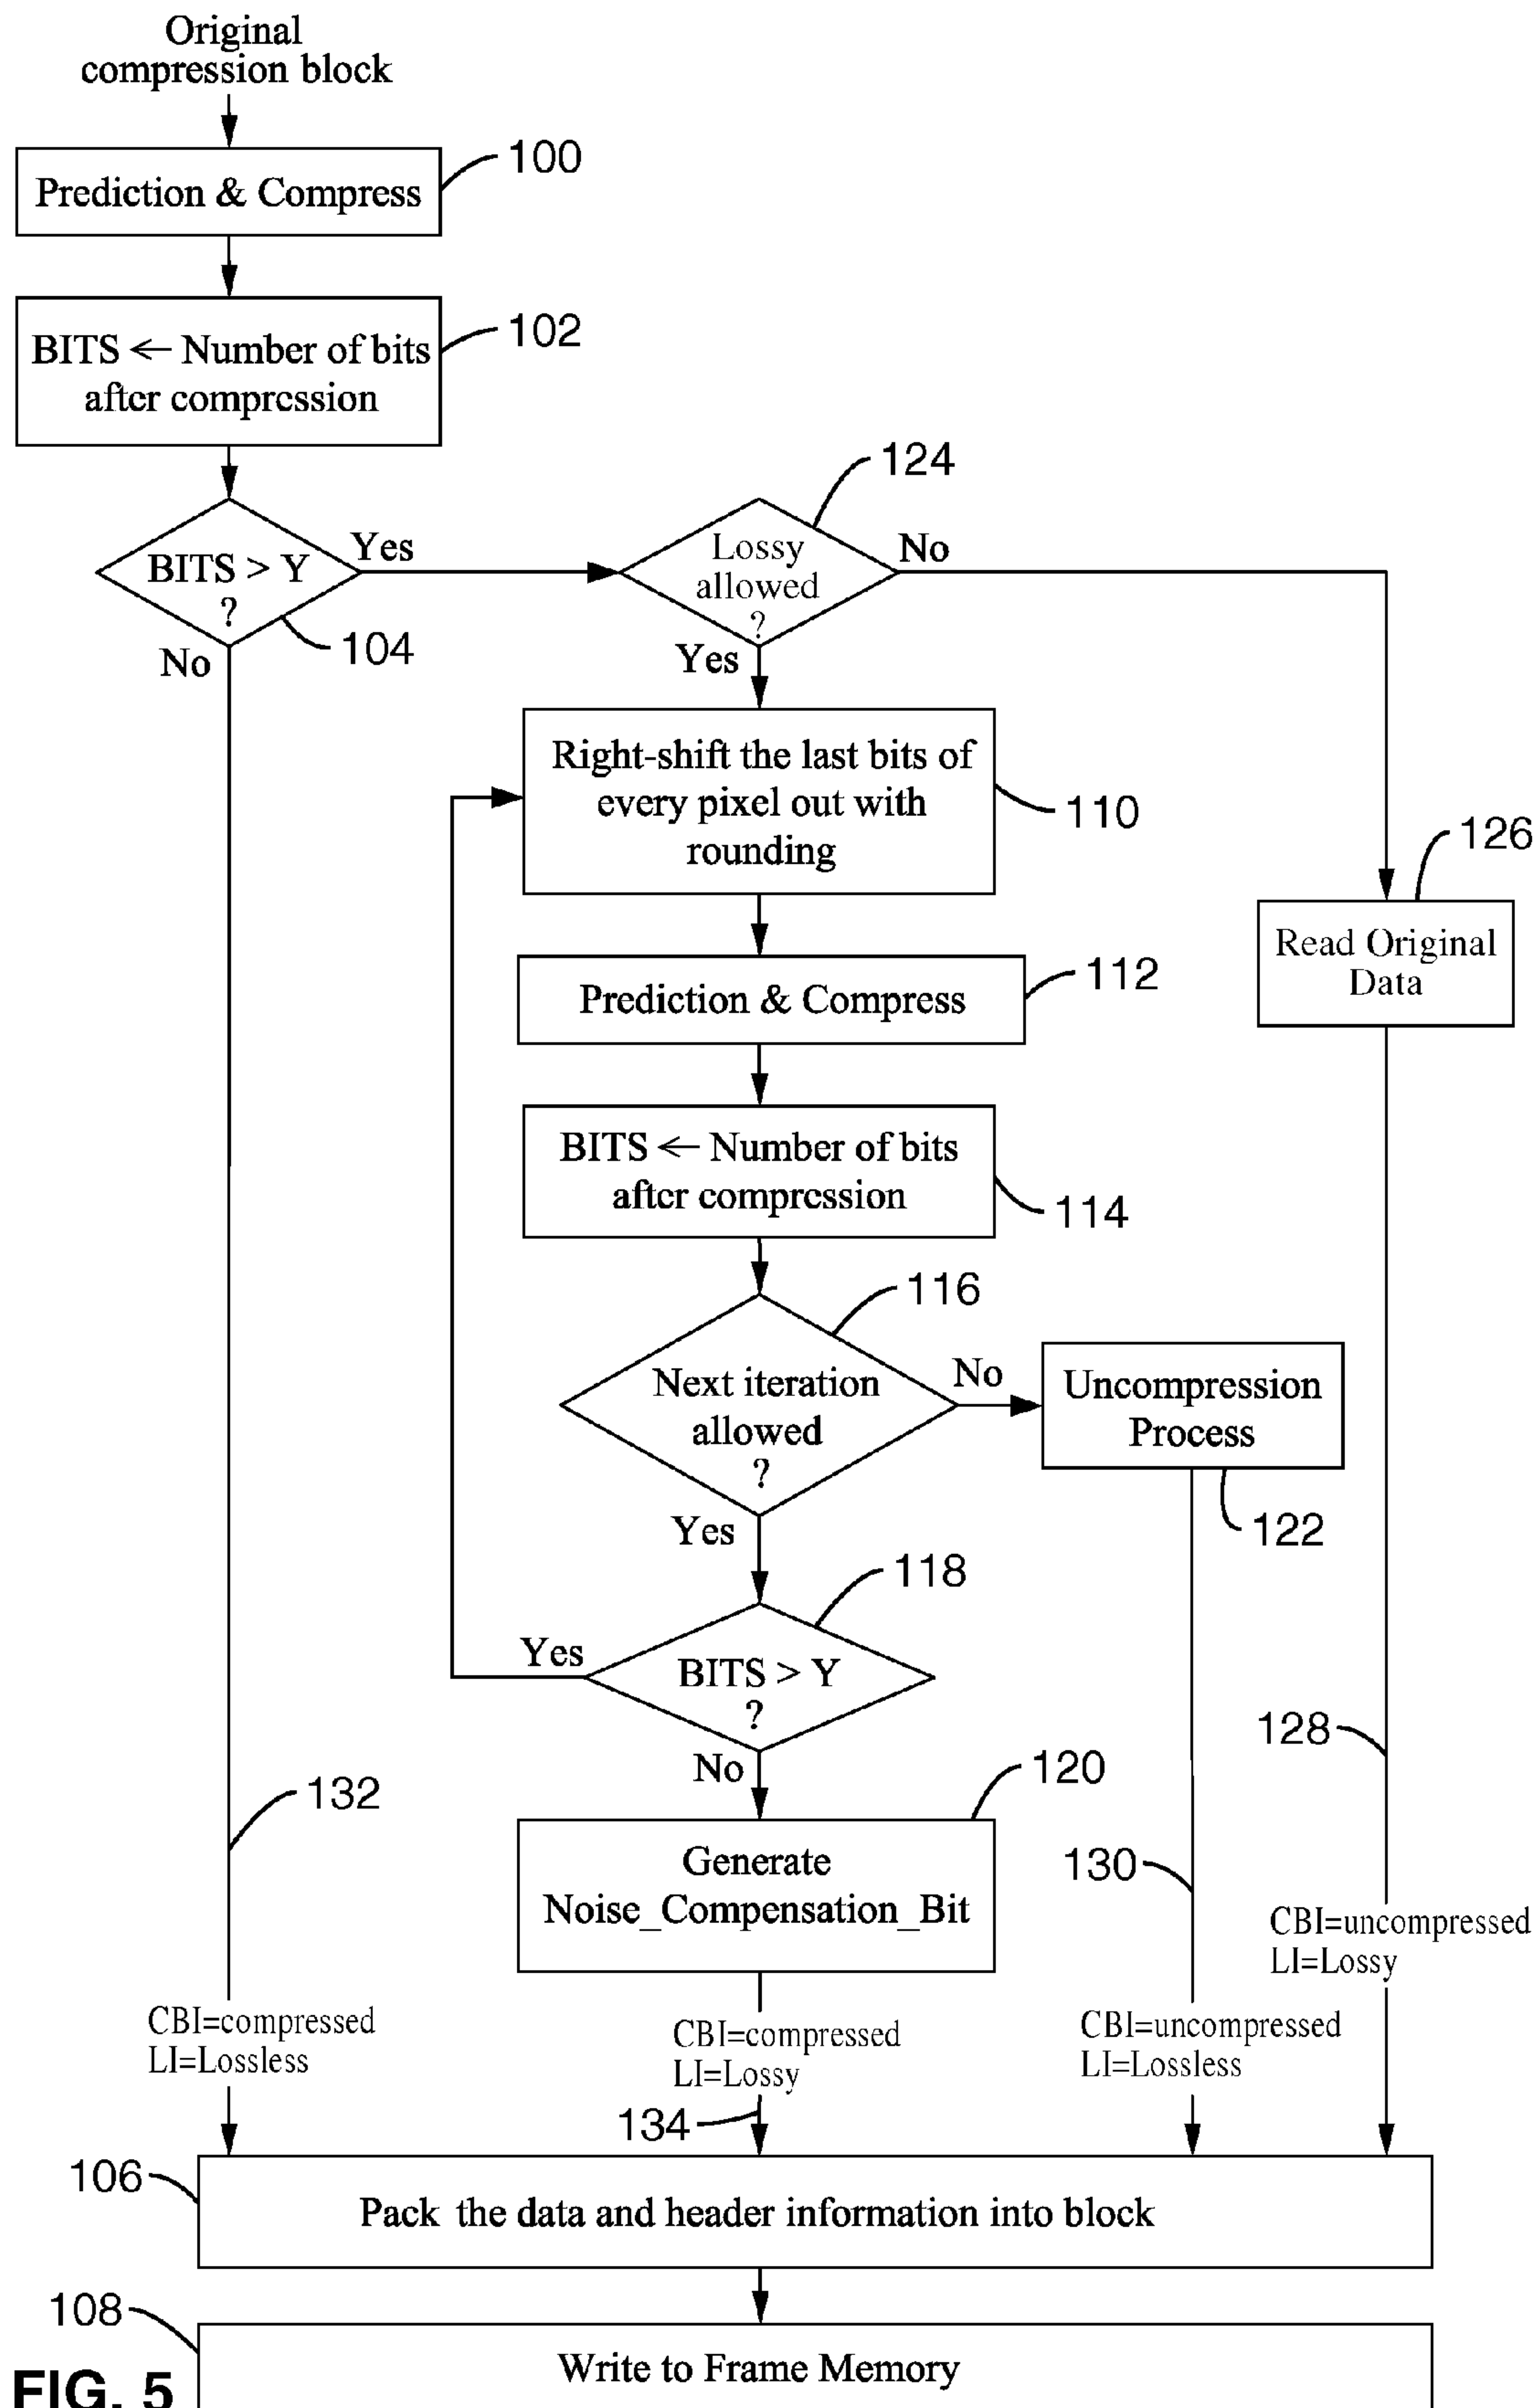 Original
compression block
Prediction & Compress
100
BITS ← Number of bits
after compression
102
BITS > Y
?
Yes
No
104
Lossy
allowed
?
124
No
Yes
Right-shift the last bits of
every pixel out with
rounding
110
126
Read Original
Data
Prediction & Compress
112
BITS ← Number of bits
after compression
114
Next iteration
allowed
?
116
No
Yes
Uncompression
Process
122
BITS > Y
?
118
Yes
No
128
Generate
Noise_Compensation_Bit
120
132
130
CBI=uncompressed
LI=Lossy
CBI=compressed
LI=Lossless
CBI=compressed
LI=Lossy
CBI=uncompressed
LI=Lossless
134
106
Pack the data and header information into block
108
Write to Frame Memory
FIG. 5